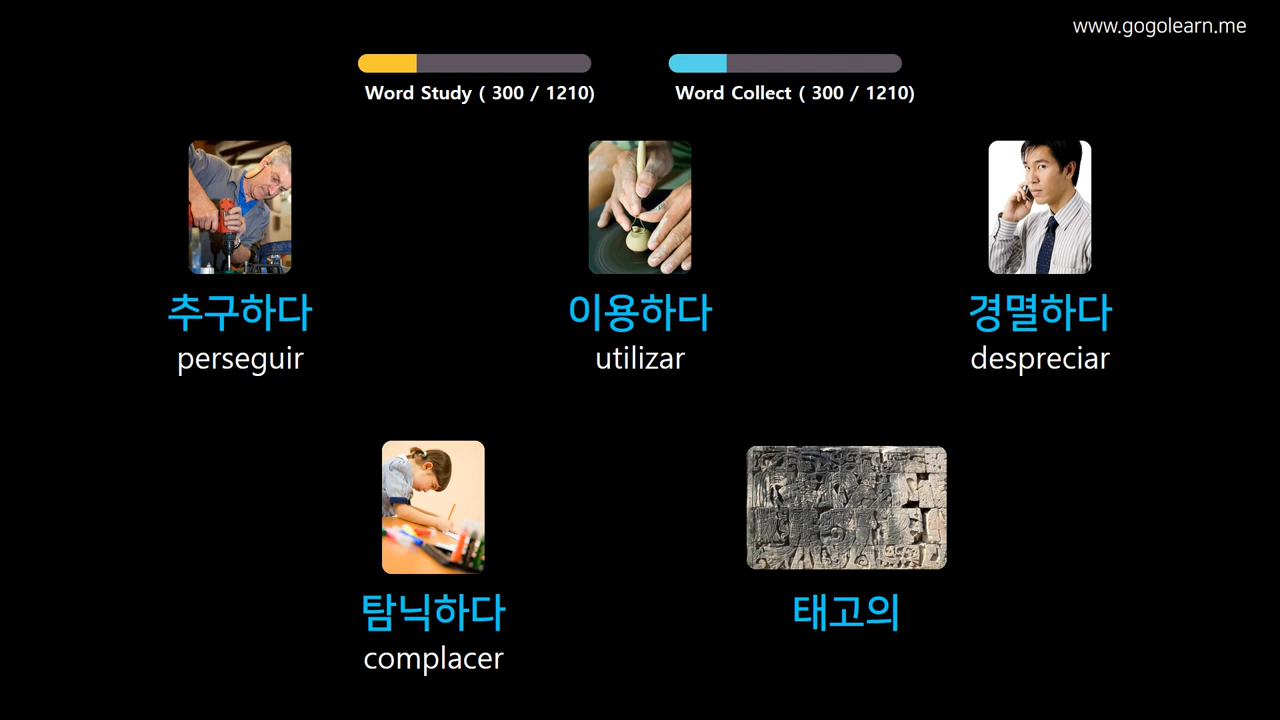 www.gogolearn.me
Word Study ( 300 / 1210)
Word Collect ( 300 / 1210)
추구하다
perseguir
이용하다
utilizar
경멸하다
despreciar
탐닉하다
complacer
태고의